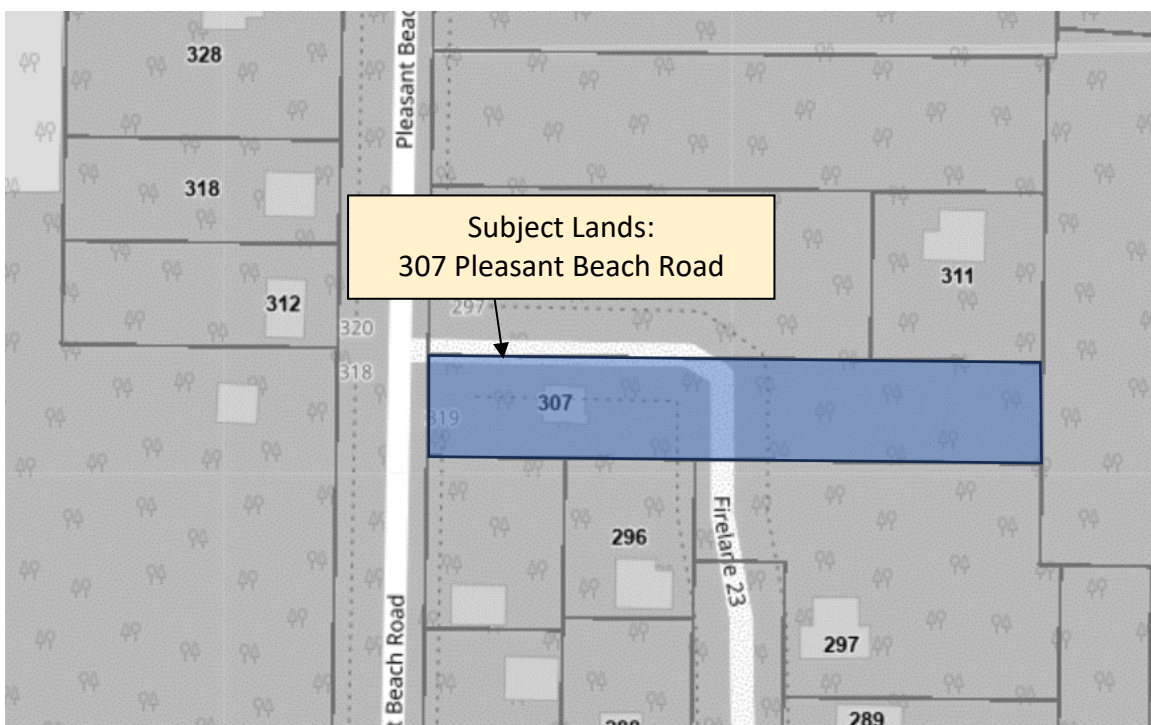 328
Pleasant Beac
318
Subject Lands:
307 Pleasant Beach Road
311
312
297
320
318
307
319
296
Firelane 23
t Beach Road
297
289